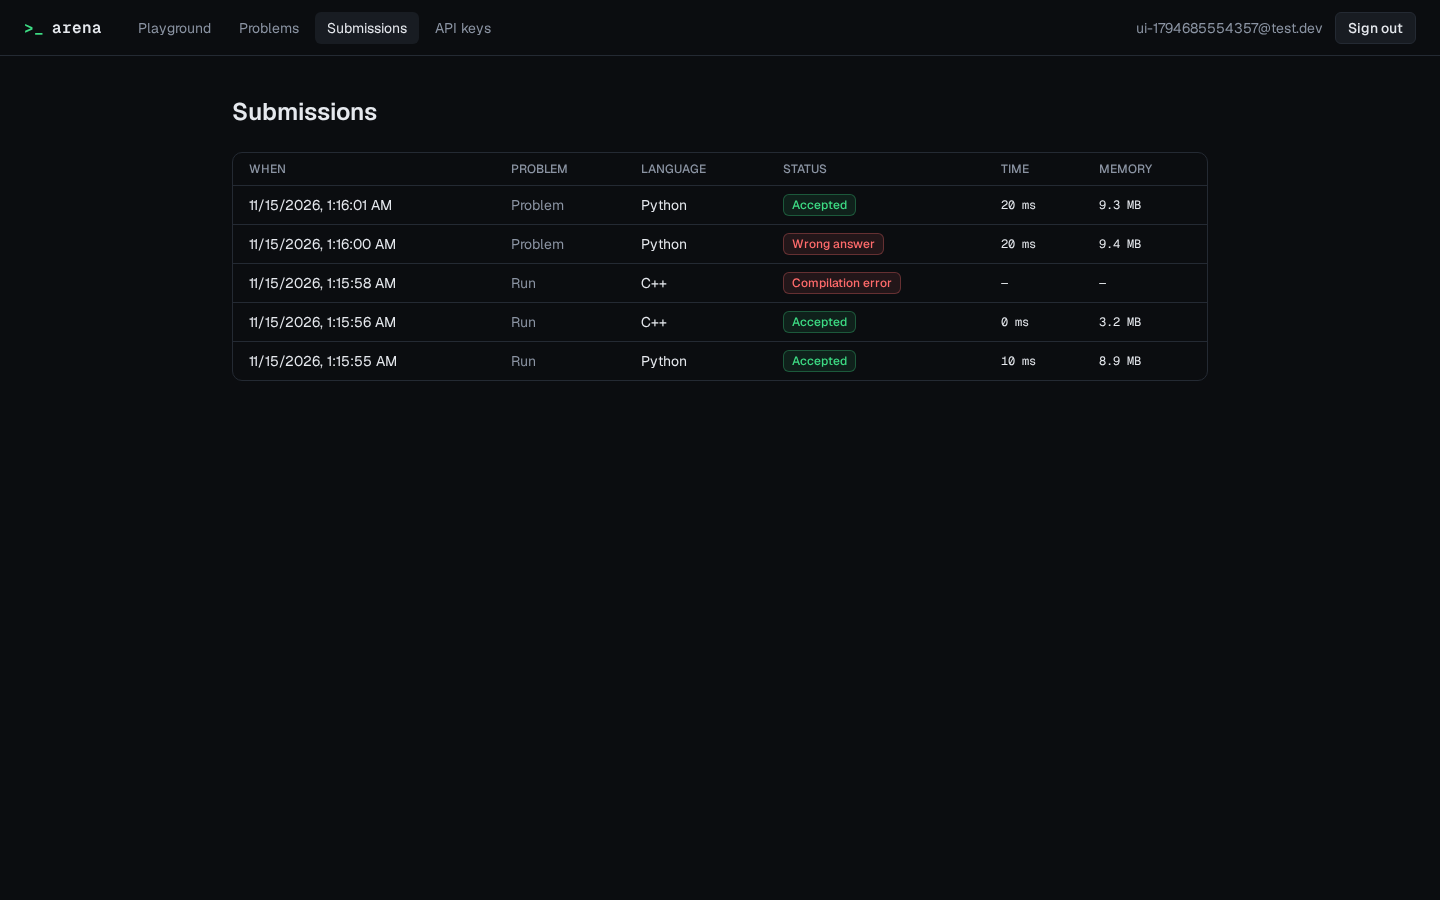 >_ arena Playground Problems Submissions API keys ui-1794685554357@test.dev Sign out
Submissions
WHEN PROBLEM LANGUAGE STATUS TIME MEMORY
11/15/2026, 1:16:01 AM Problem Python Accepted 20 ms 9.3 MB
11/15/2026, 1:16:00 AM Problem Python Wrong answer 20 ms 9.4 MB
11/15/2026, 1:15:58 AM Run C++ Compilation error – –
11/15/2026, 1:15:56 AM Run C++ Accepted 0 ms 3.2 MB
11/15/2026, 1:15:55 AM Run Python Accepted 10 ms 8.9 MB